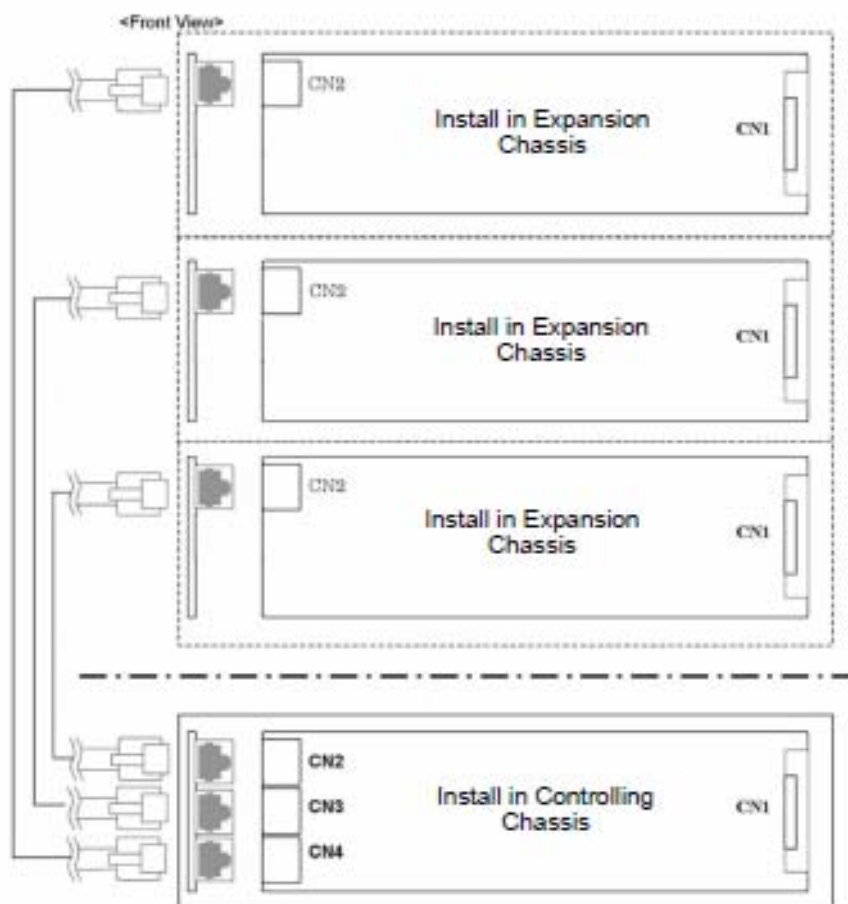 <Front View>
CN2
Install in Expansion
Chassis
CN1
CN2
Install in Expansion
Chassis
CN1
CN2
Install in Expansion
Chassis
CN1
CN2
CN3
CN4
Install in Controlling
Chassis
CN1